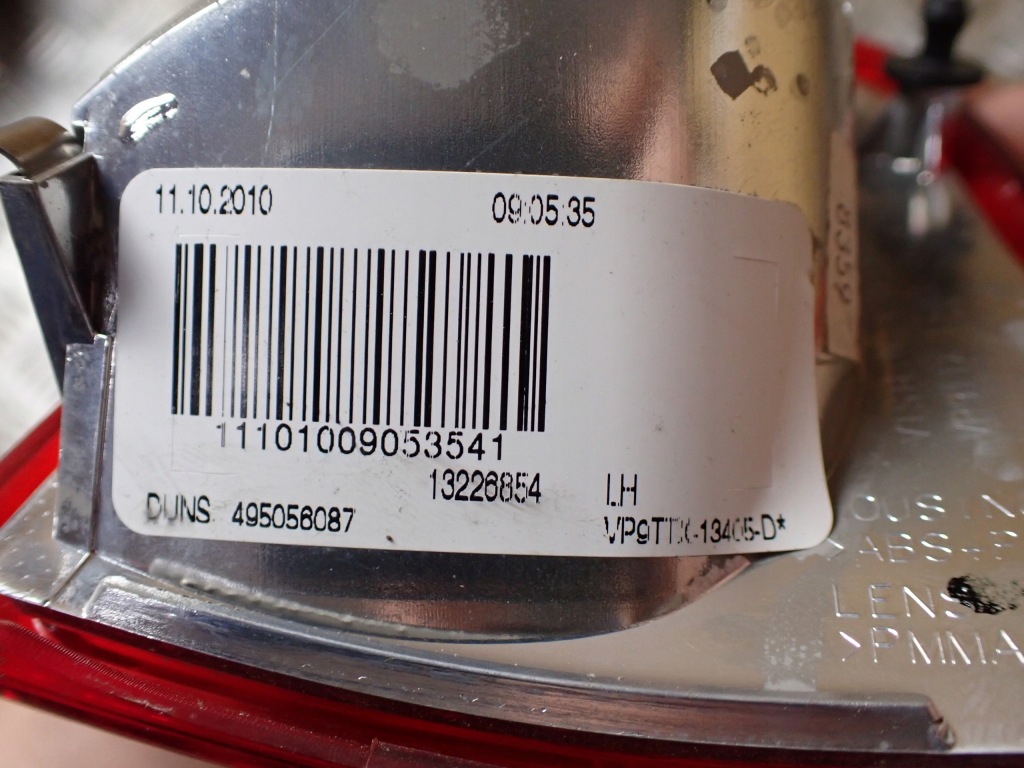 11.10.2010 09:05:35
11101009053541
13226854 LH
DUNS 495056087 VP9TTX-13405-D*
LENS
>PMMA